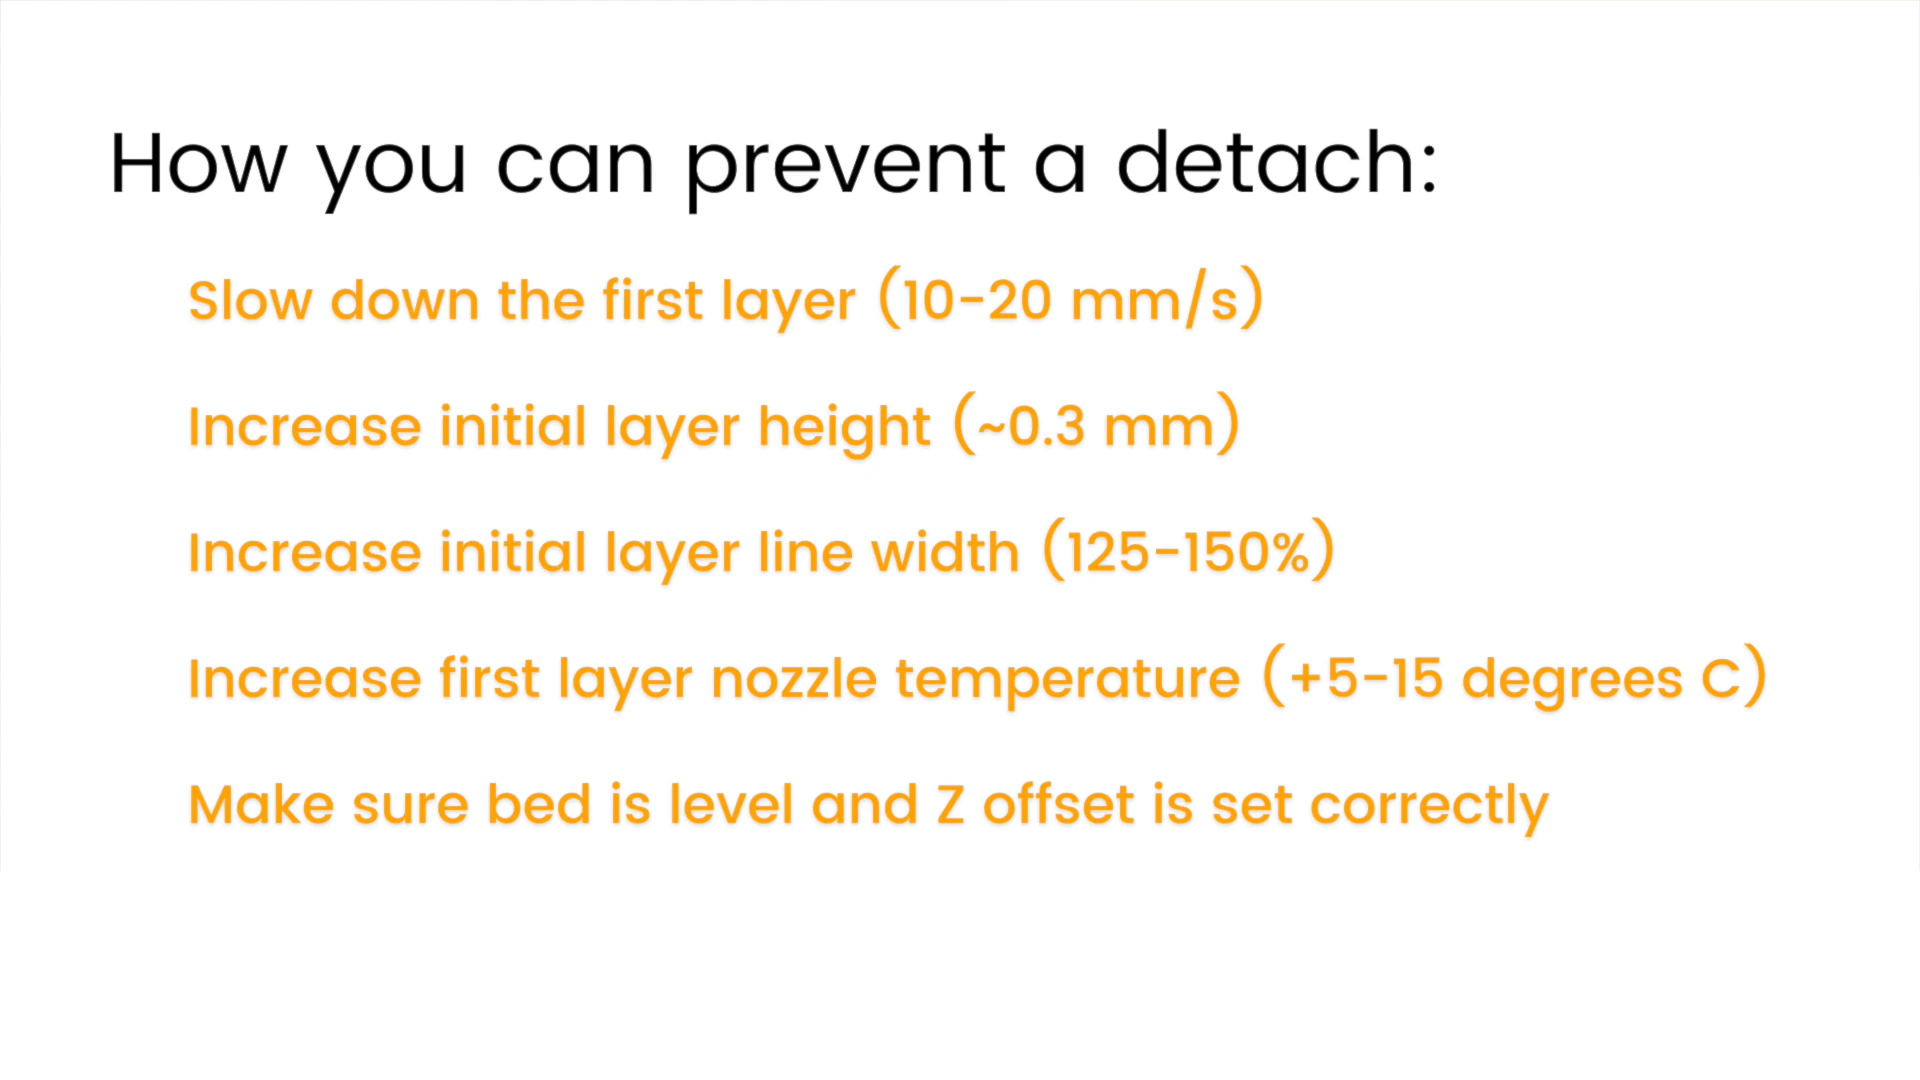 How you can prevent a detach:
Slow down the first layer (10-20 mm/s)
Increase initial layer height (~0.3 mm)
Increase initial layer line width (125-150%)
Increase first layer nozzle temperature (+5-15 degrees C)
Make sure bed is level and Z offset is set correctly